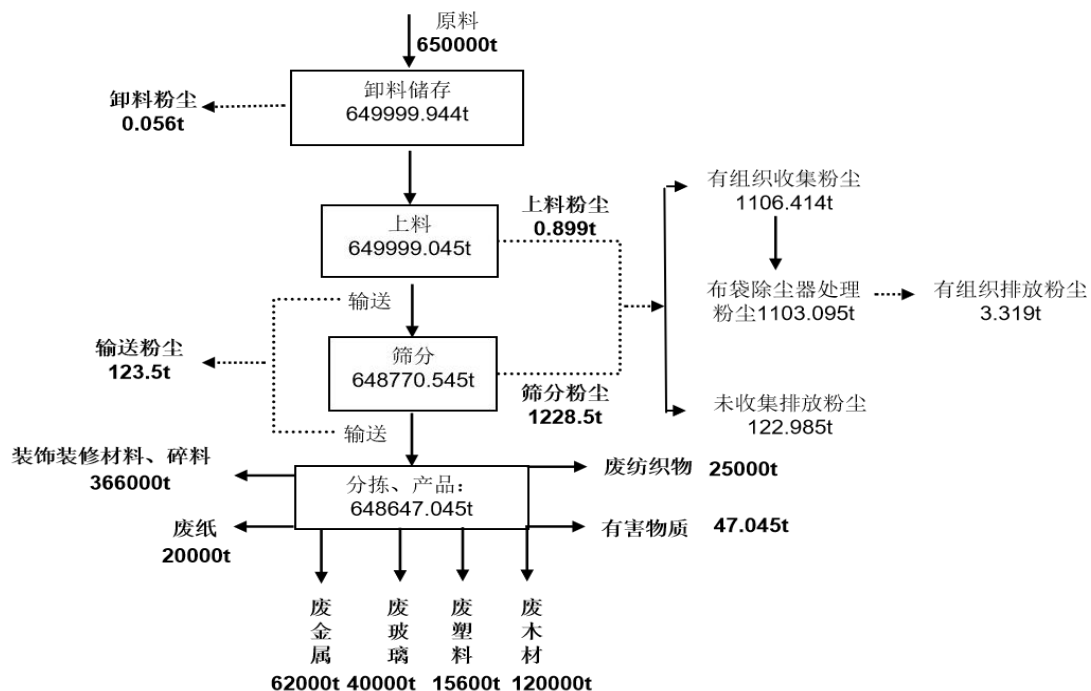 原料
650000t
卸料储存
649999.944t
卸料粉尘
0.056t
上料
649999.045t
上料粉尘
0.899t
有组织收集粉尘
1106.414t
布袋除尘器处理
粉尘1103.095t
有组织排放粉尘
3.319t
输送
输送粉尘
123.5t
筛分
648770.545t
筛分粉尘
1228.5t
未收集排放粉尘
122.985t
输送
装饰装修材料、碎料
366000t
分拣、产品:
648647.045t
废纺织物
25000t
废纸
20000t
有害物质
47.045t
废金属
62000t
废玻璃
40000t
废塑料
15600t
废木材
120000t